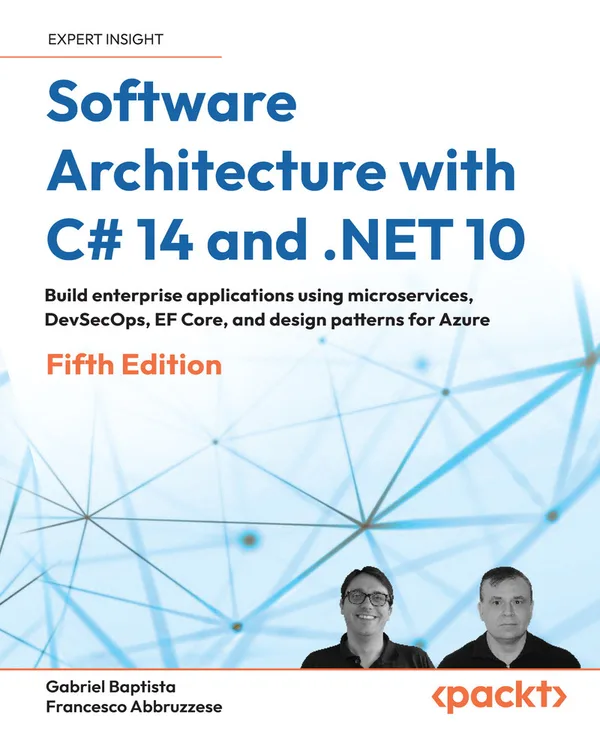 EXPERT INSIGHT
Software
Architecture with
C# 14 and .NET 10
Build enterprise applications using microservices,
DevSecOps, EF Core, and design patterns for Azure
Fifth Edition
Gabriel Baptista
Francesco Abbruzzese
<packt>